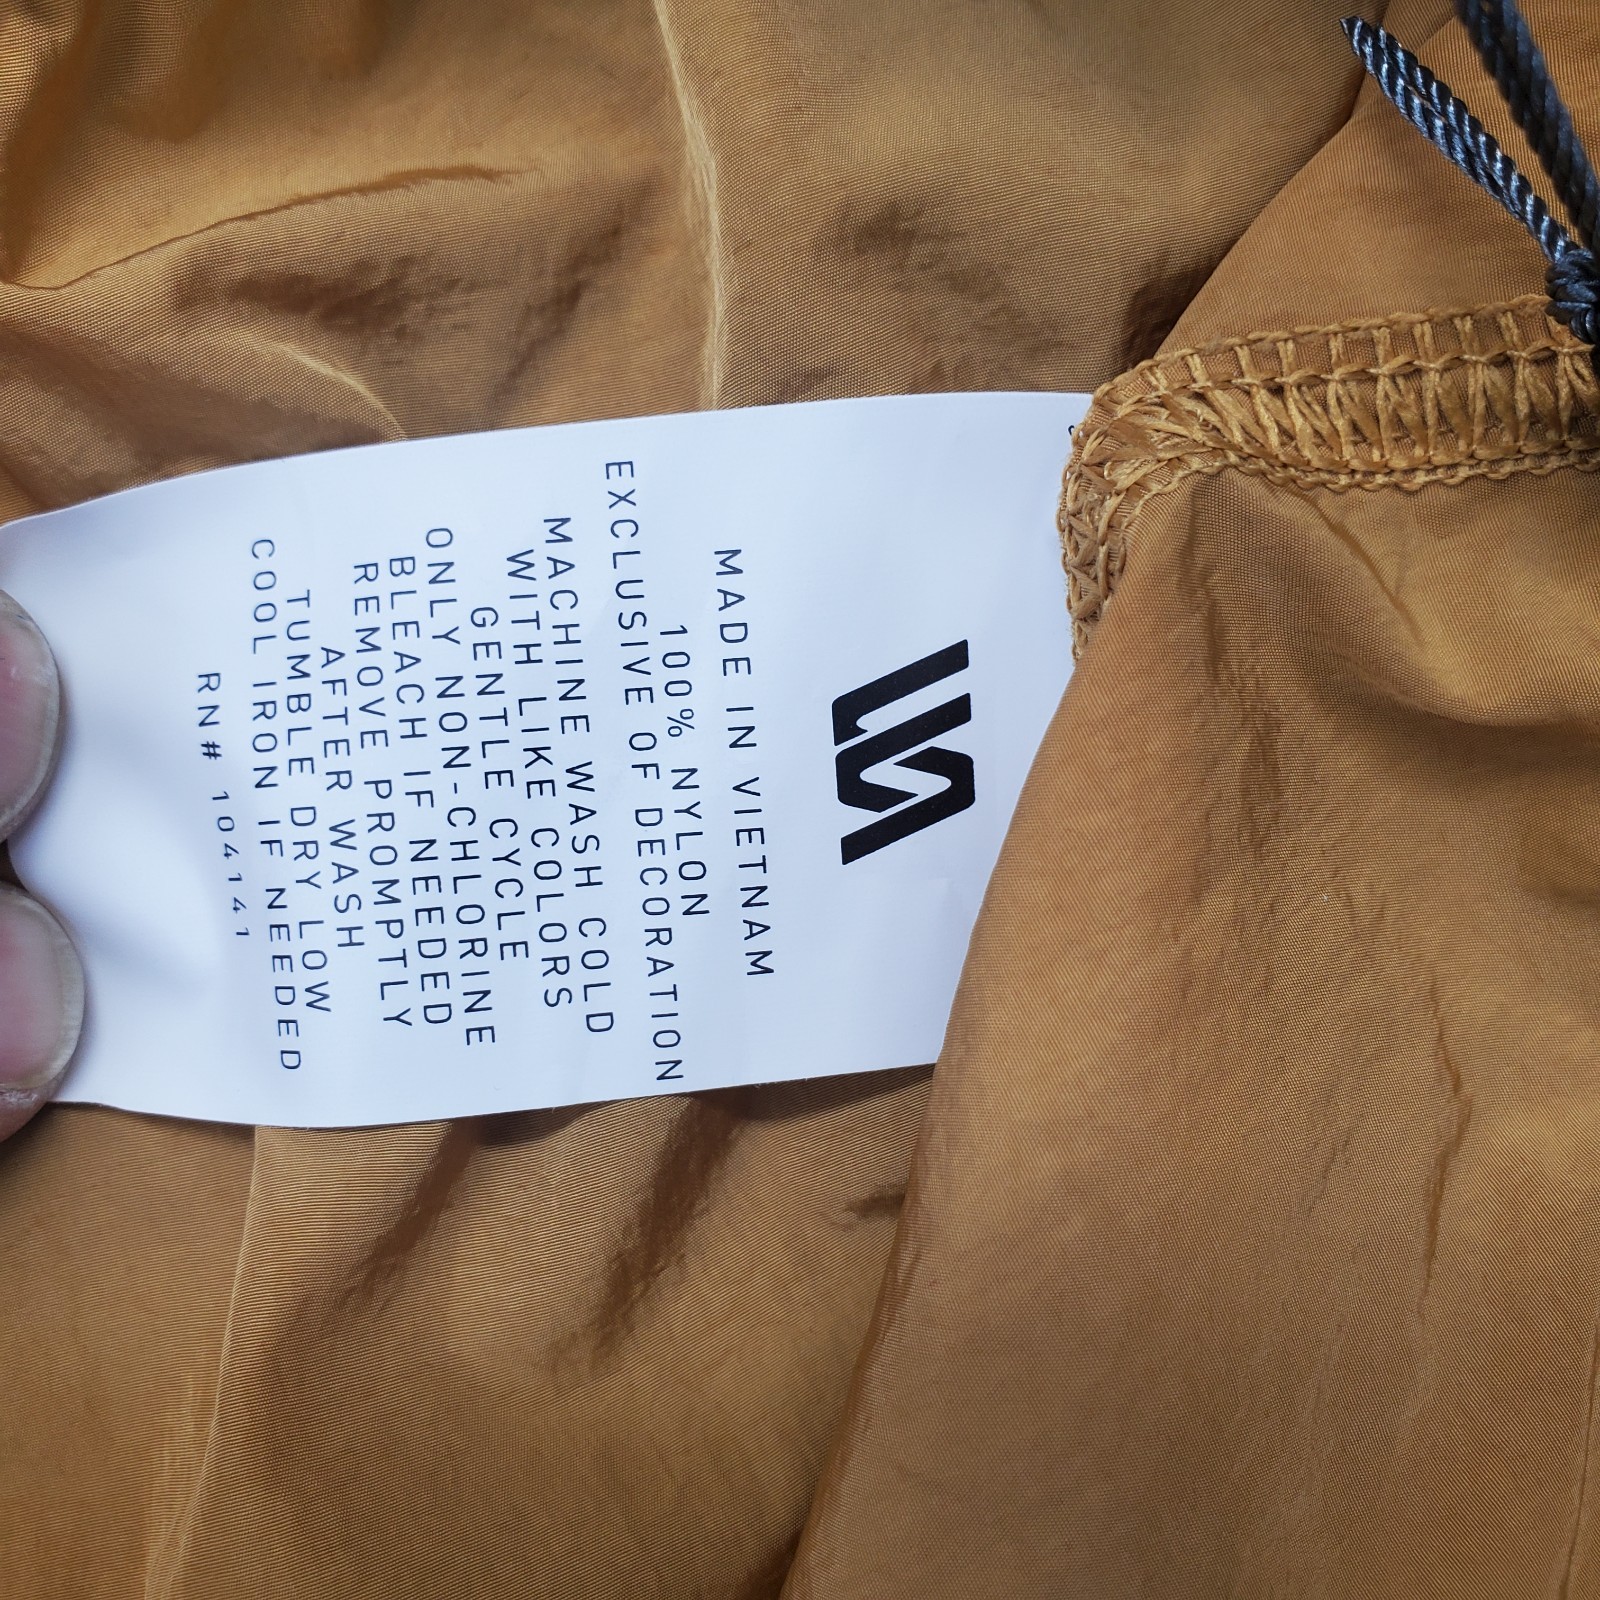 MADE IN VIETNAM
100% NYLON
EXCLUSIVE OF DECORATION
MACHINE WASH COLD
WITH LIKE COLORS
GENTLE CYCLE
ONLY NON-CHLORINE
BLEACH IF NEEDED
REMOVE PROMPTLY
AFTER WASH
TUMBLE DRY LOW
COOL IRON IF NEEDED
RN# 104141